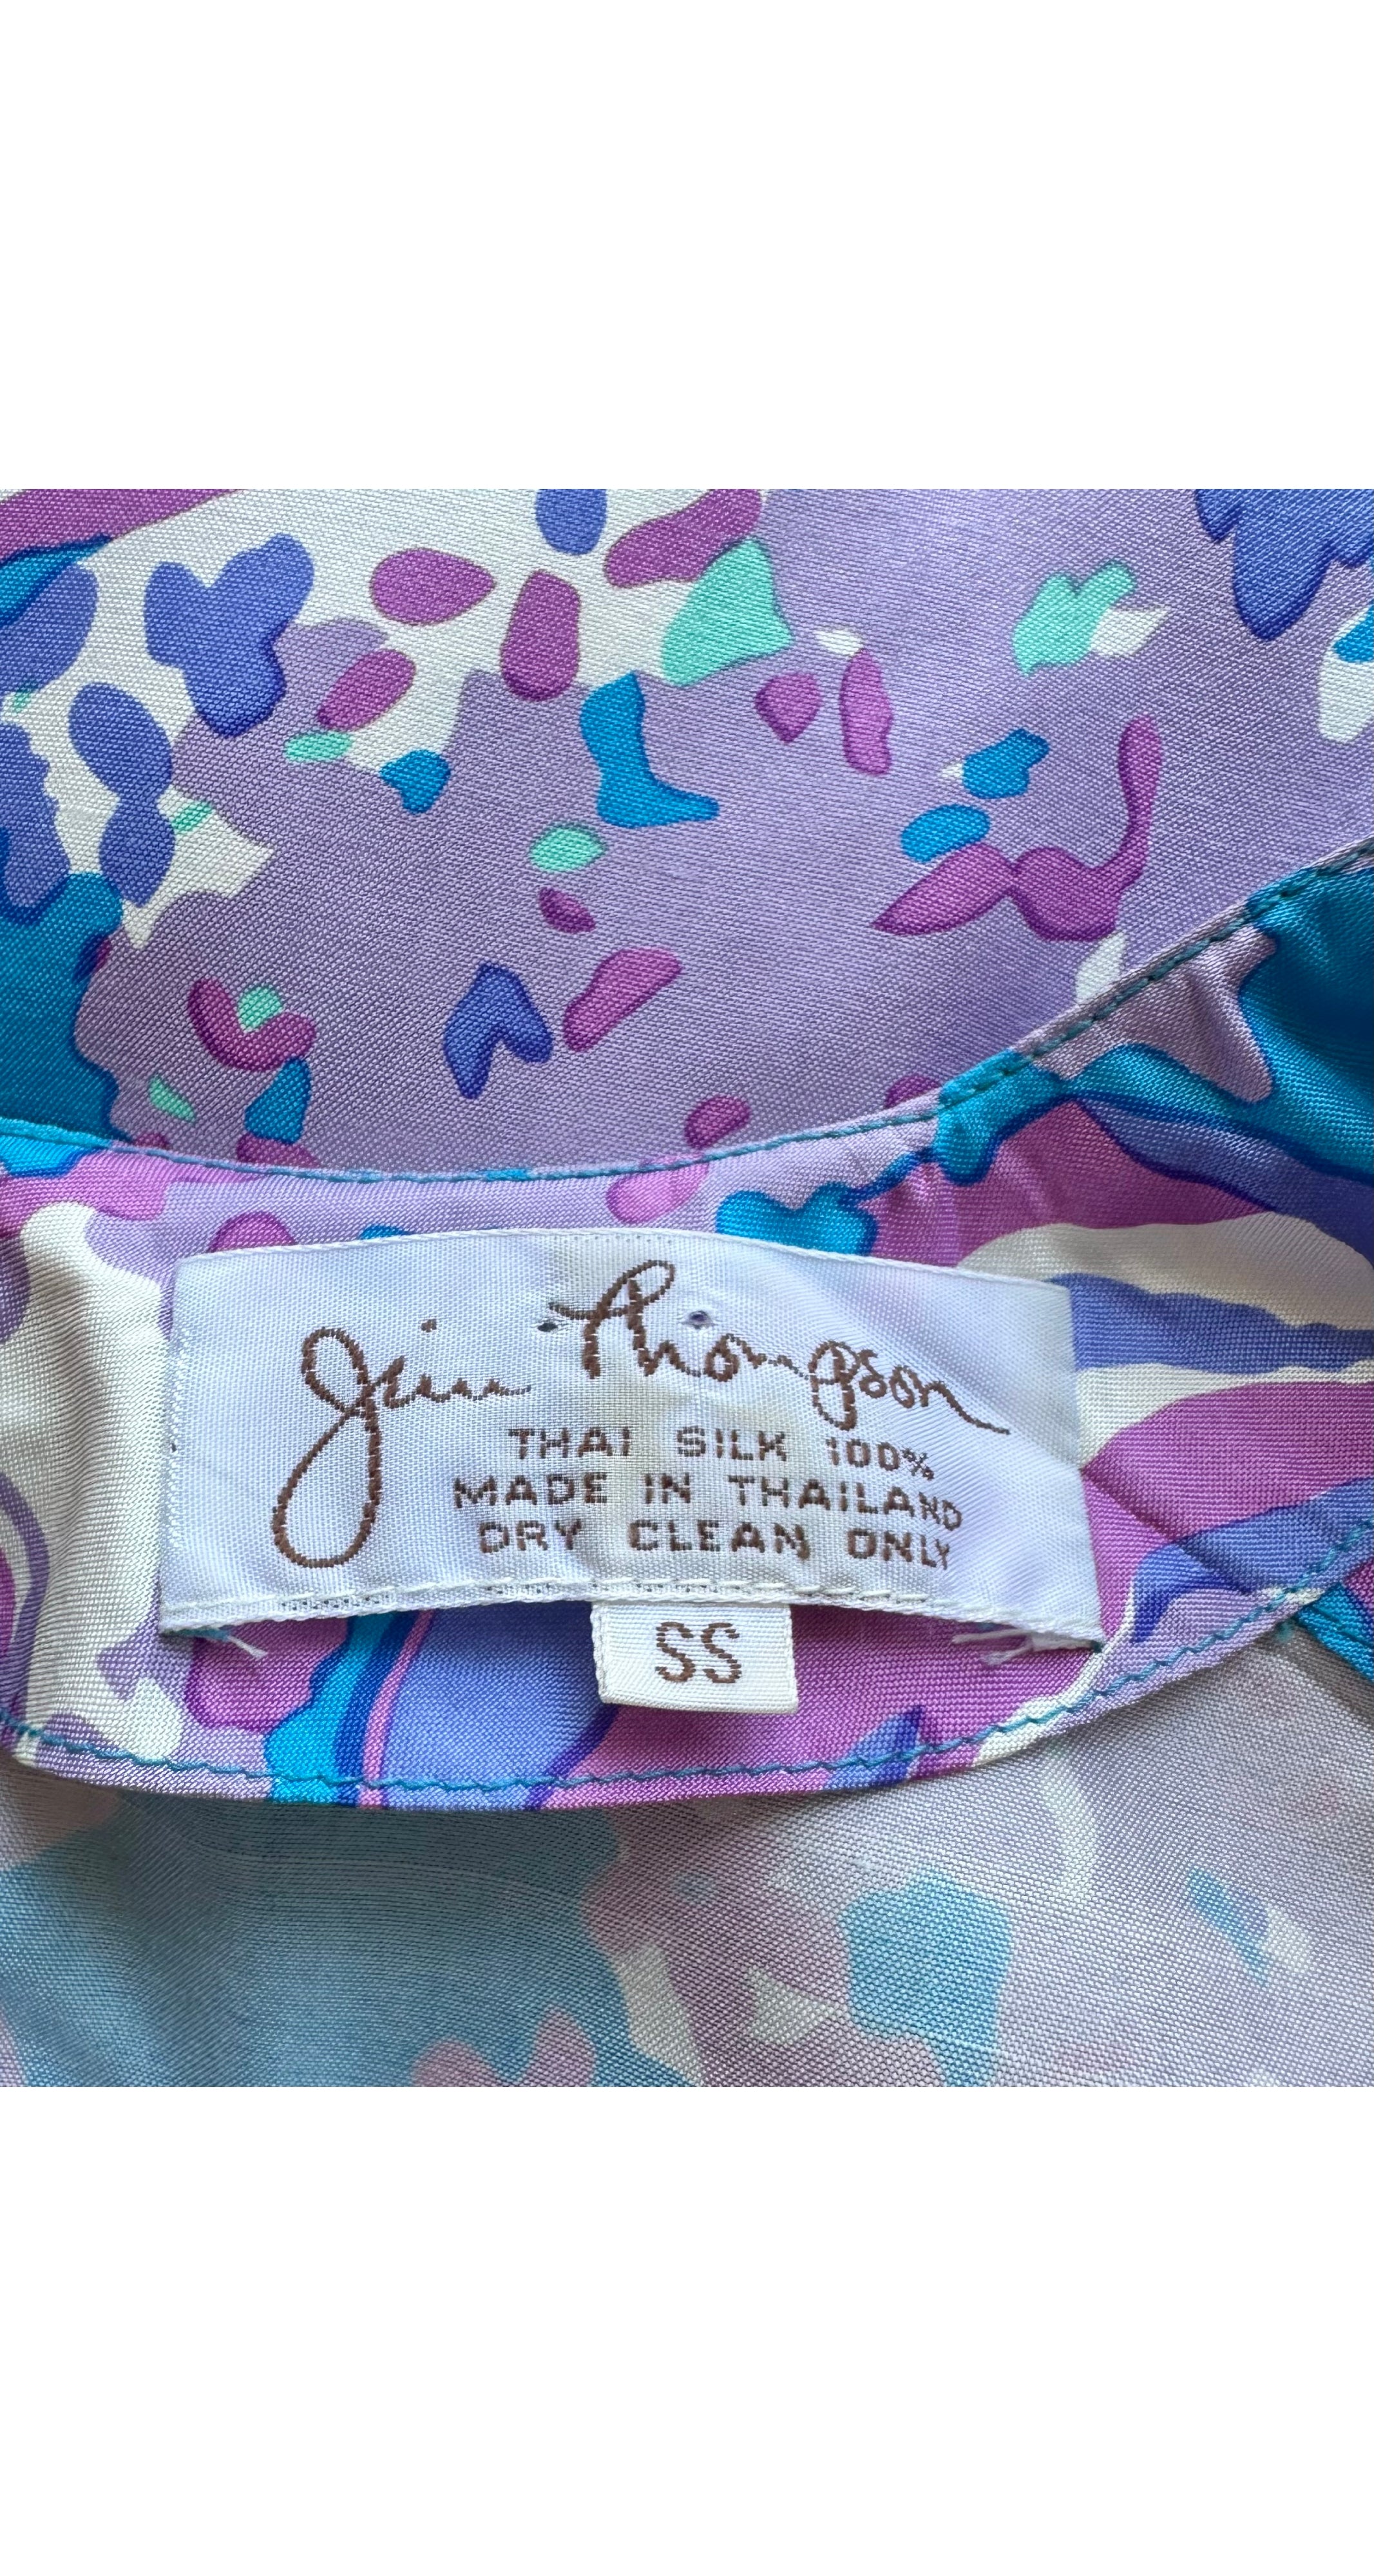 Jim Thompson
THAI SILK 100%
MADE IN THAILAND
DRY CLEAN ONLY
SS